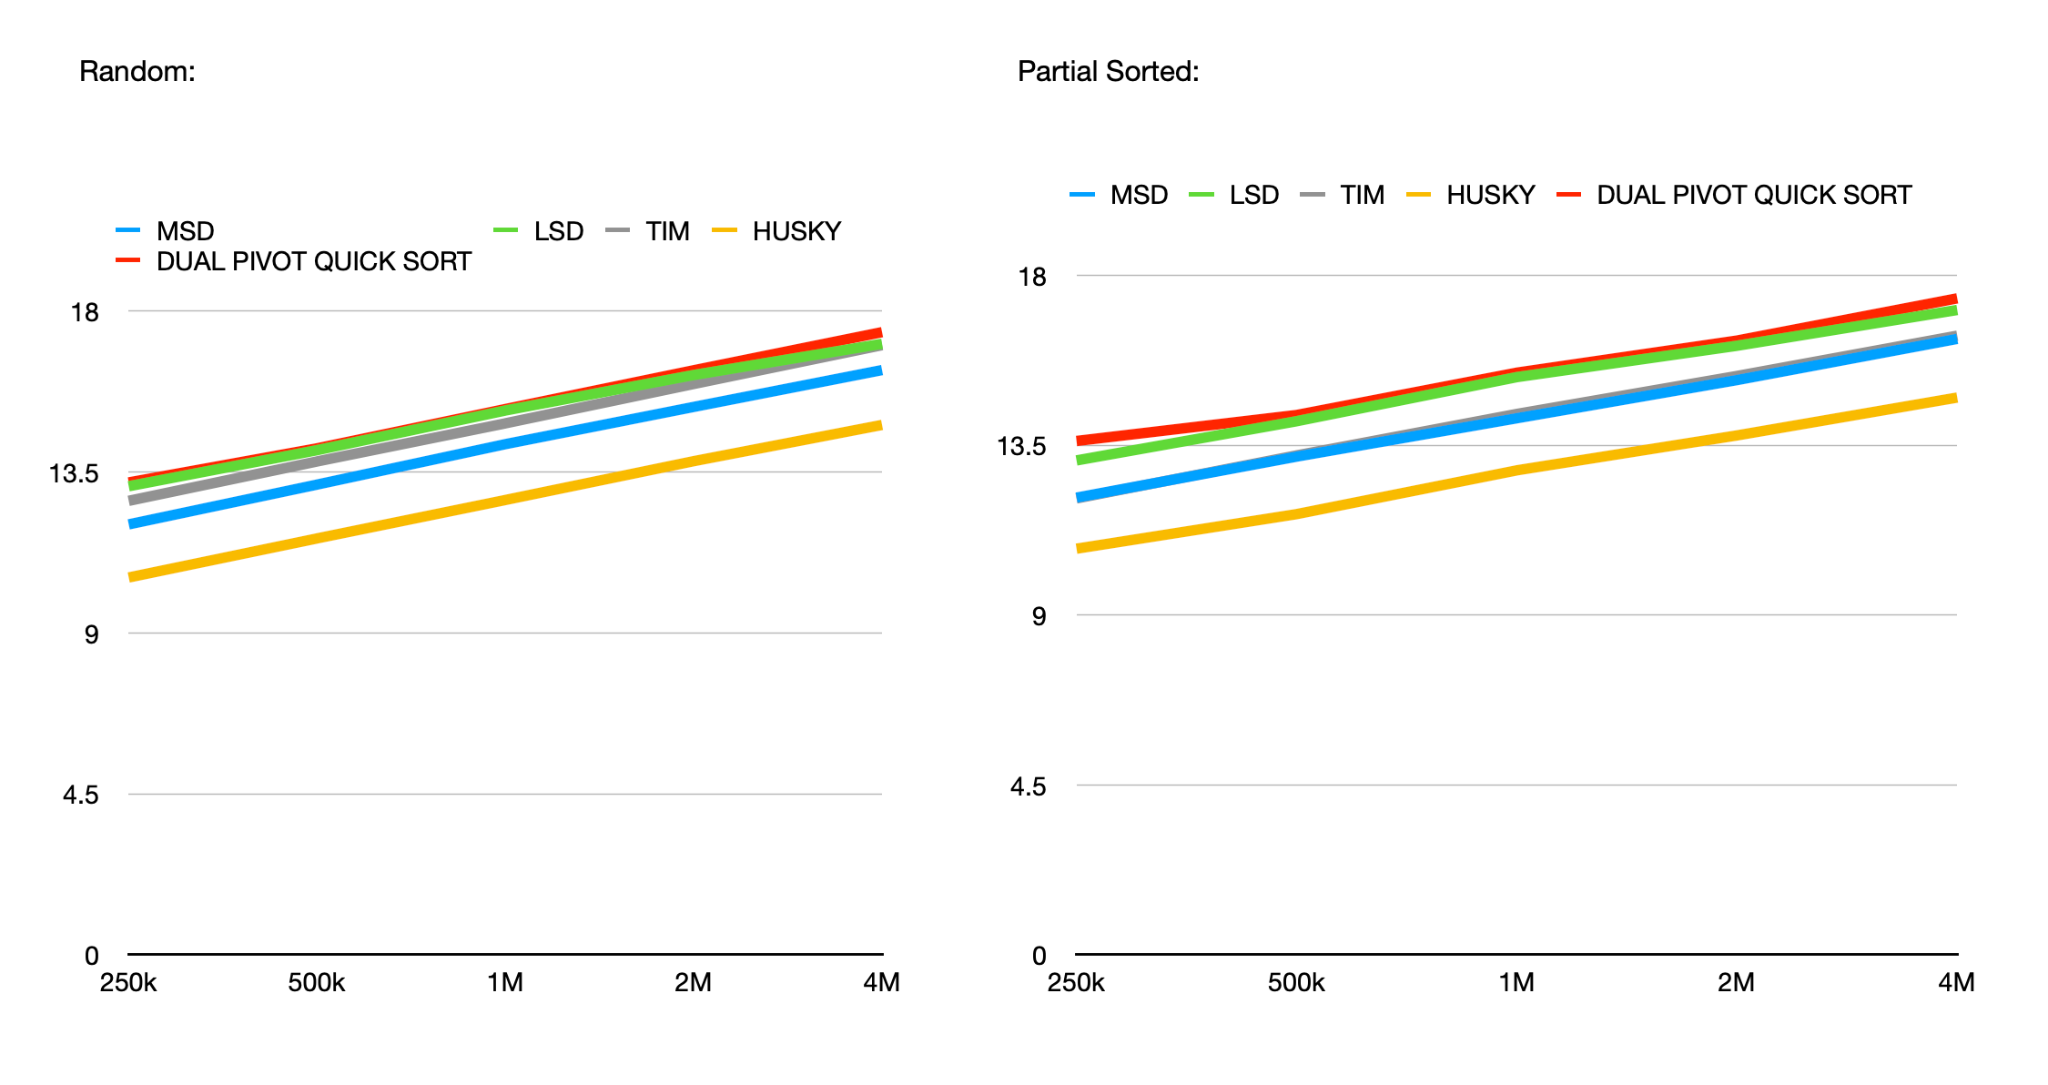 Random:
MSD LSD TIM HUSKY
DUAL PIVOT QUICK SORT
18
13.5
9
4.5
0
250k 500k 1M 2M 4M
Partial Sorted:
MSD LSD TIM HUSKY DUAL PIVOT QUICK SORT
18
13.5
9
4.5
0
250k 500k 1M 2M 4M